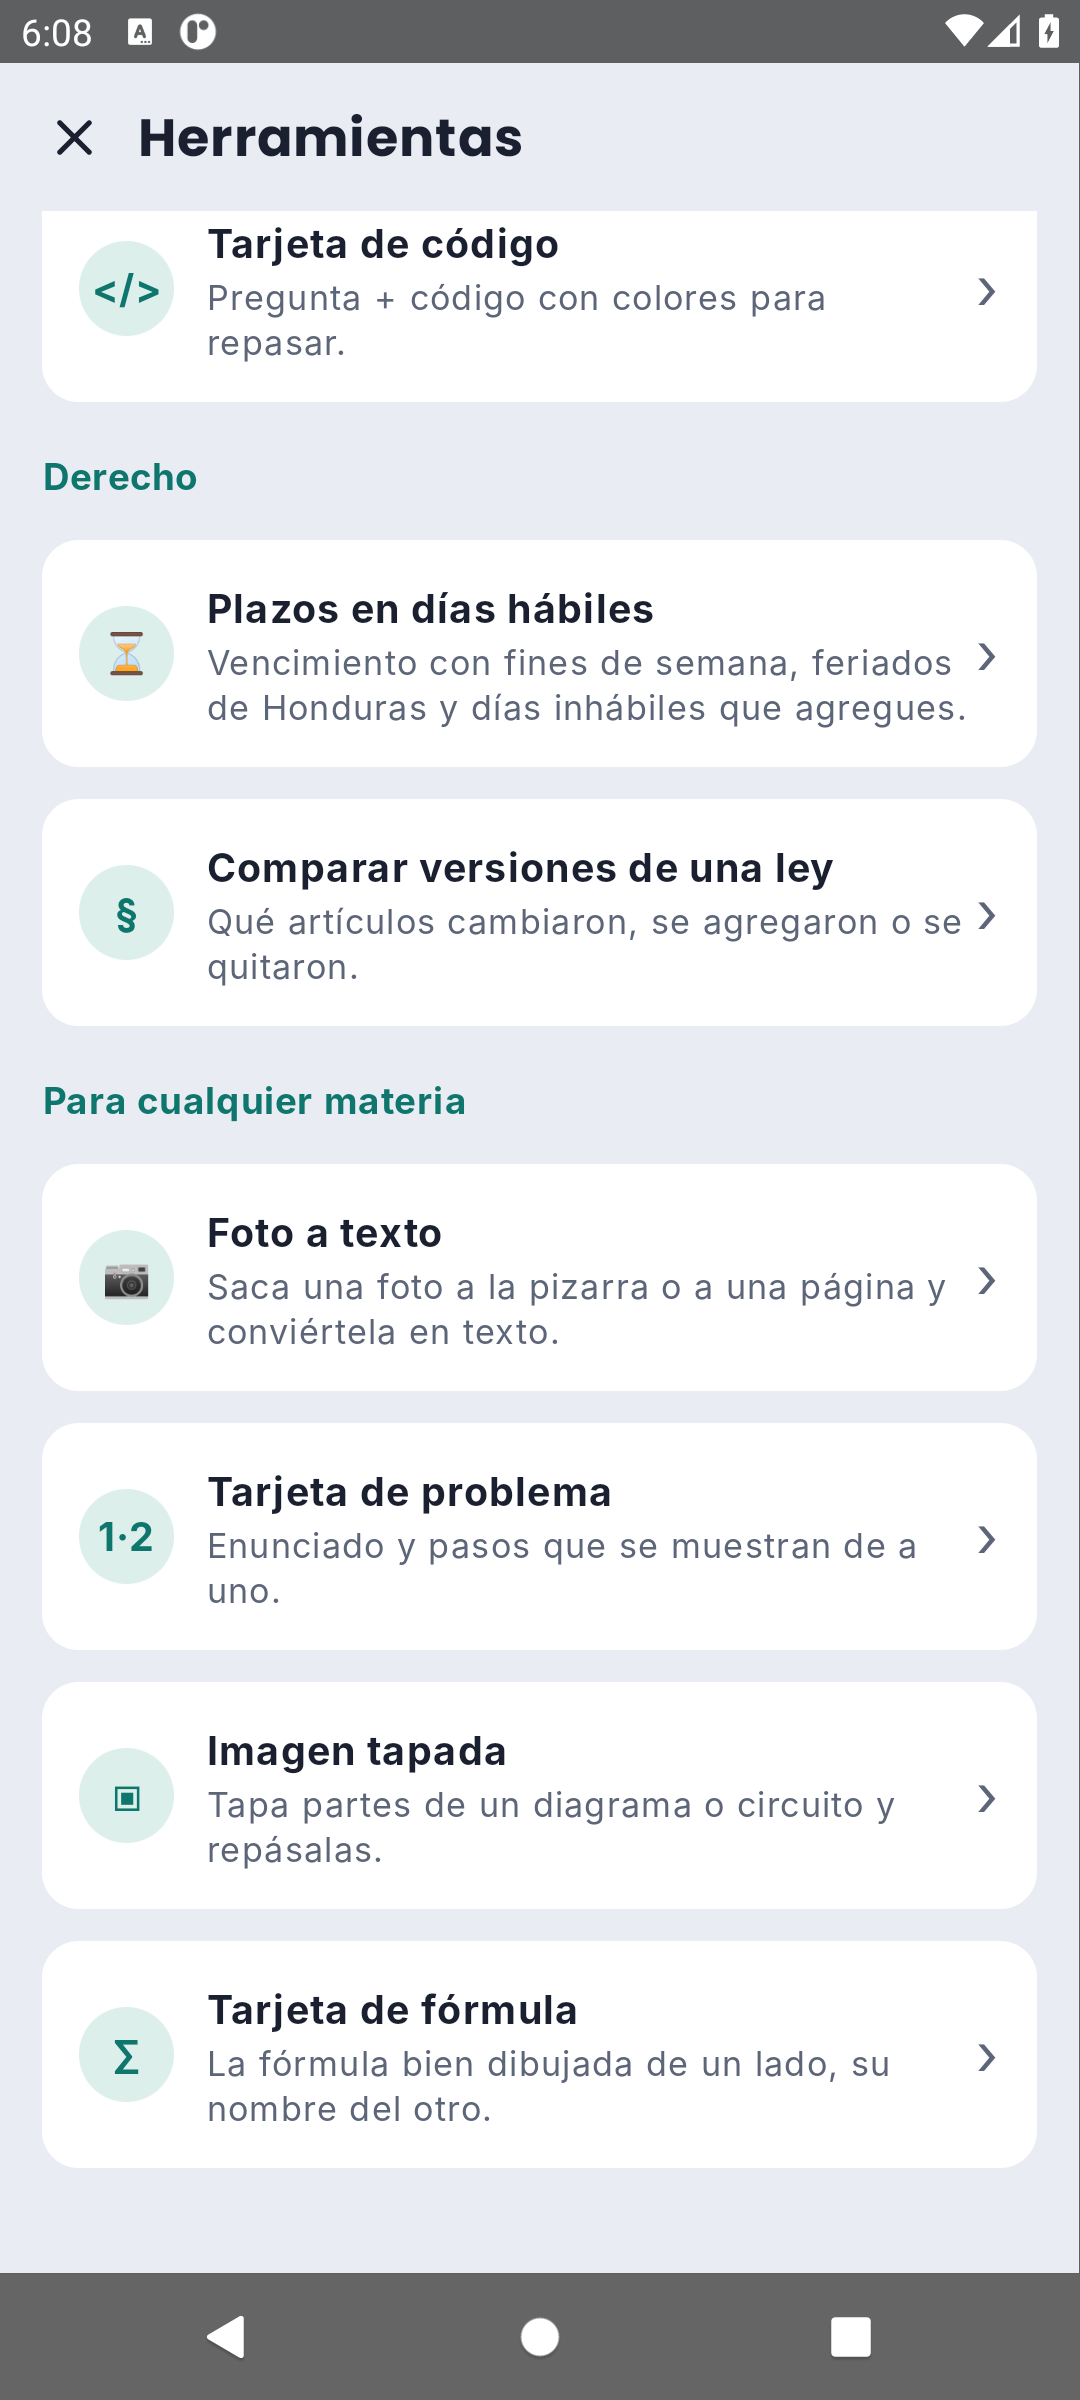 6:08
Herramientas
</>
Tarjeta de código
Pregunta + código con colores para
repasar.
Derecho
Plazos en días hábiles
Vencimiento con fines de semana, feriados
de Honduras y días inhábiles que agregues.
§
Comparar versiones de una ley
Qué artículos cambiaron, se agregaron o se
quitaron.
Para cualquier materia
Foto a texto
Saca una foto a la pizarra o a una página y
conviértela en texto.
1·2
Tarjeta de problema
Enunciado y pasos que se muestran de a
uno.
Imagen tapada
Tapa partes de un diagrama o circuito y
repásalas.
Σ
Tarjeta de fórmula
La fórmula bien dibujada de un lado, su
nombre del otro.